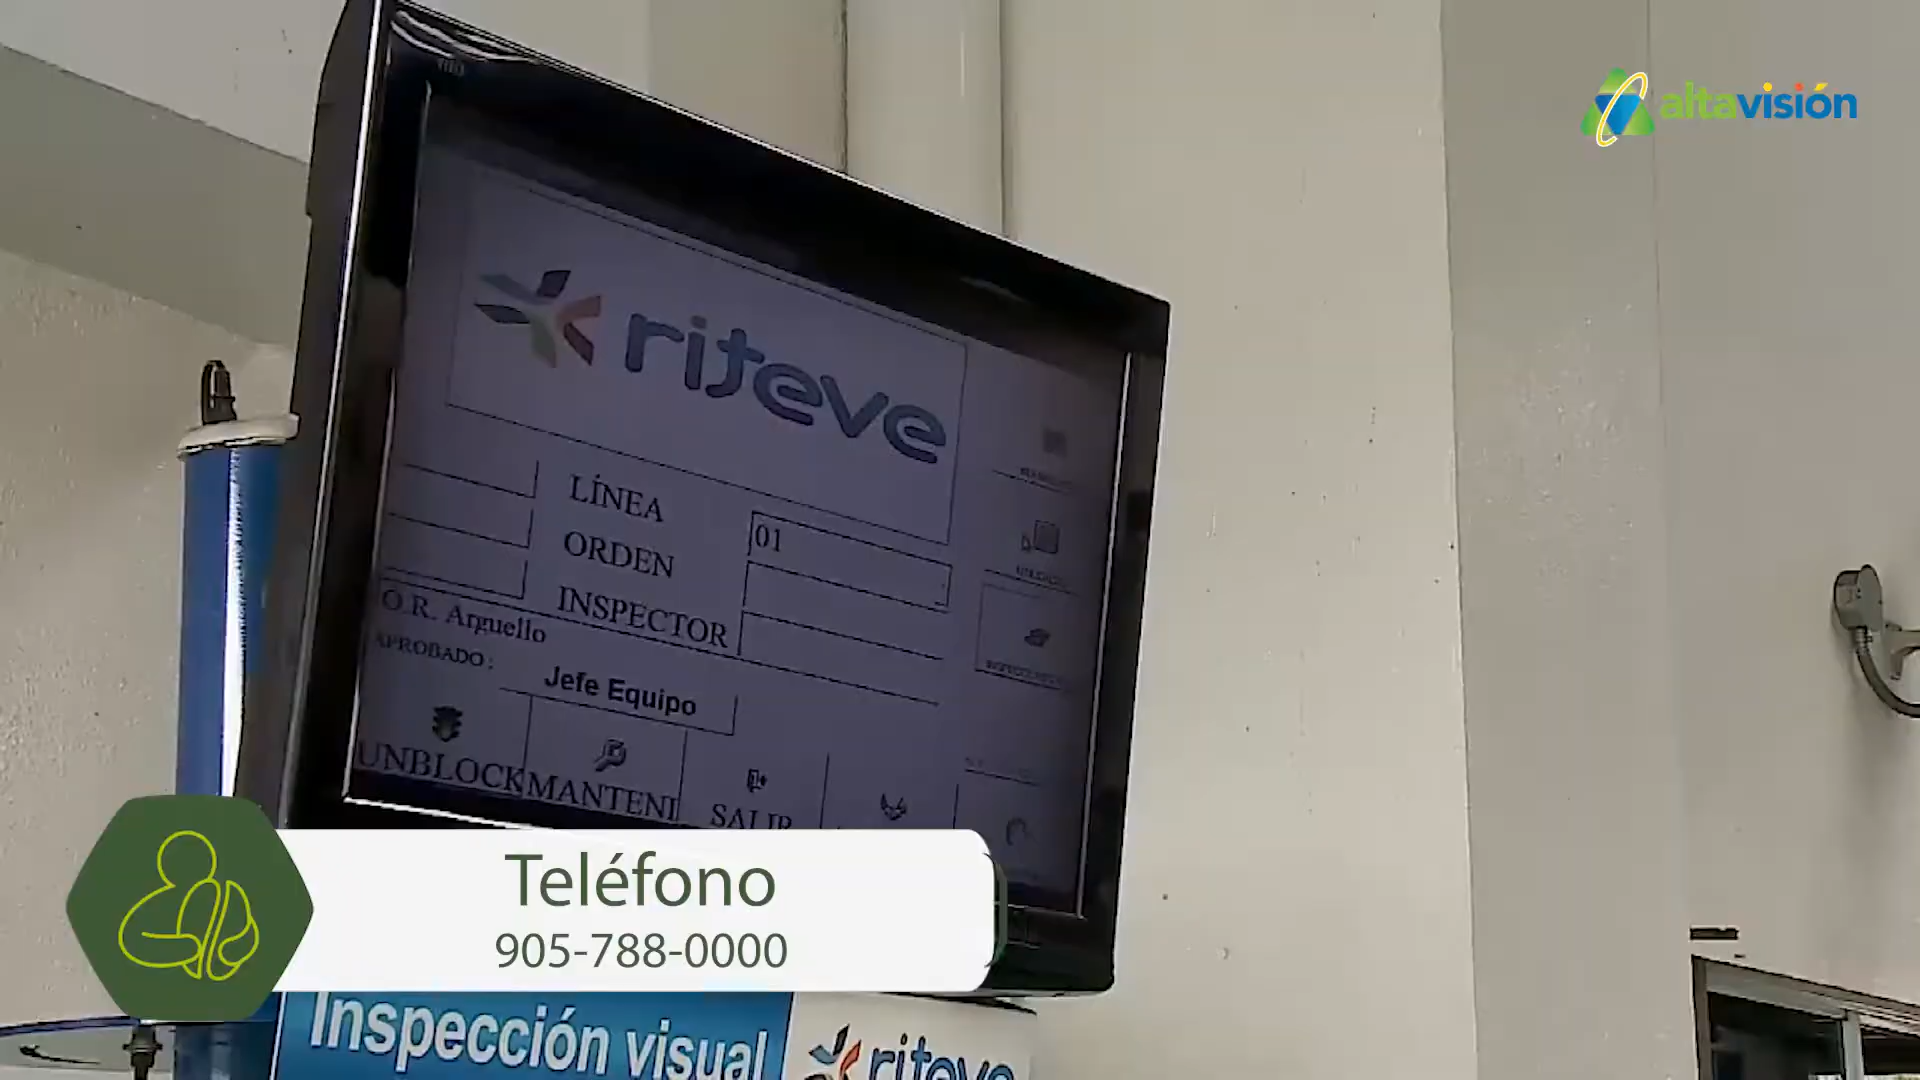 altavisión
riteve
LÍNEA
01
ORDEN
INSPECTOR
O.R. Arguello
APROBADO:
Jefe Equipo
UNBLOCK
MANTENI
SALIR
Teléfono
905-788-0000
Inspección visual
riteve